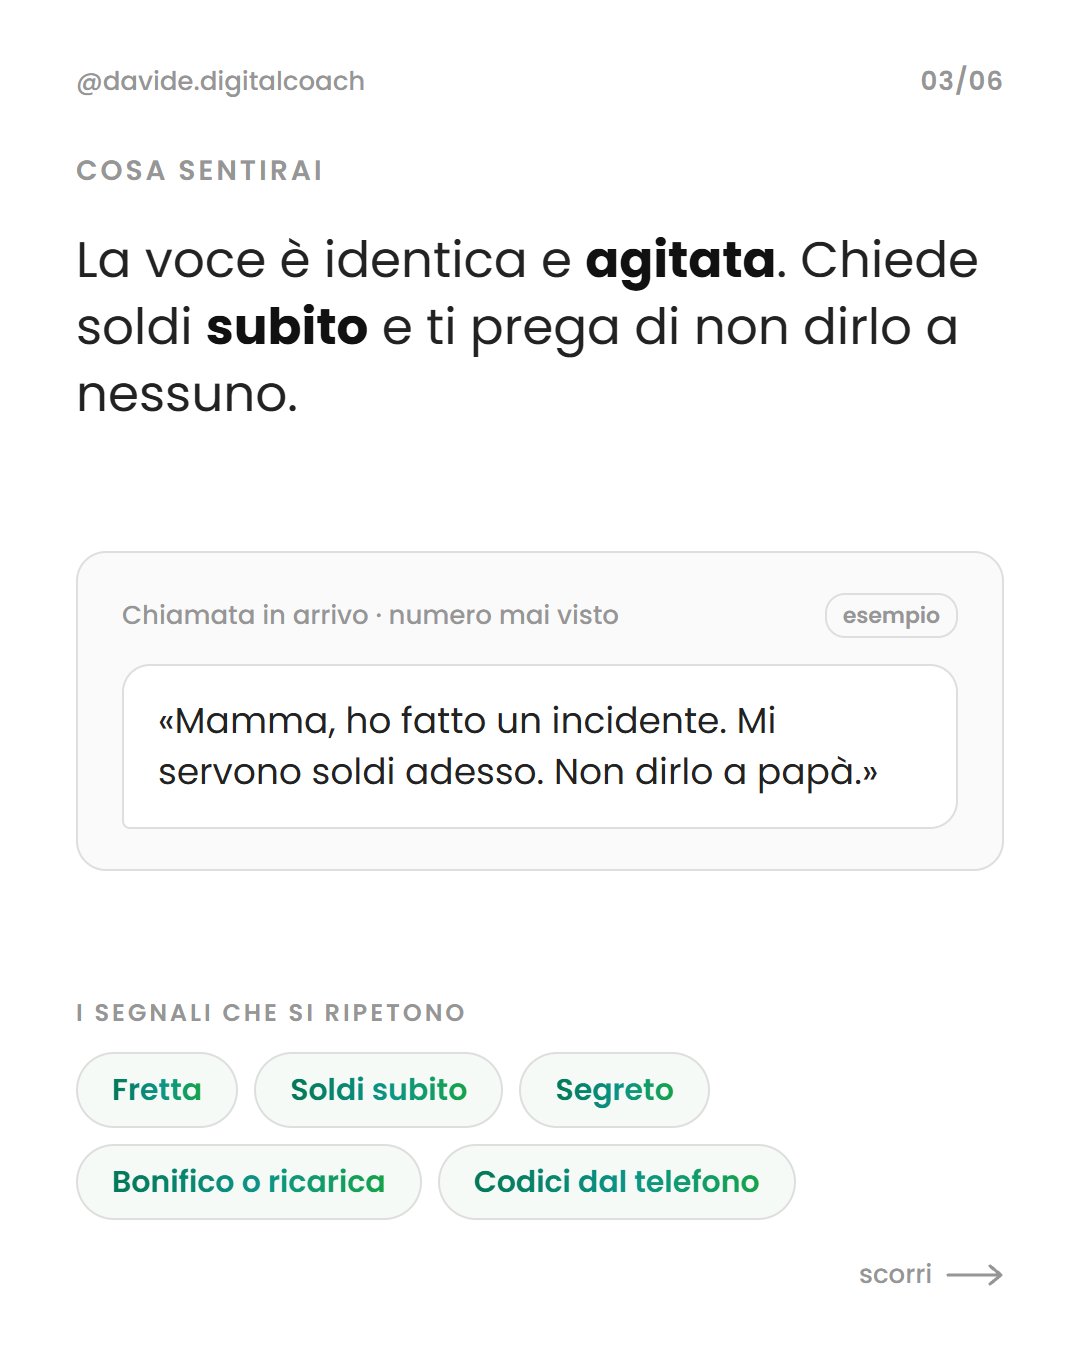 @davide.digitalcoach
03/06
COSA SENTIRAI
La voce è identica e agitata. Chiede
soldi subito e ti prega di non dirlo a
nessuno.
Chiamata in arrivo · numero mai visto
esempio
«Mamma, ho fatto un incidente. Mi
servono soldi adesso. Non dirlo a papà.»
I SEGNALI CHE SI RIPETONO
Fretta
Soldi subito
Segreto
Bonifico o ricarica
Codici dal telefono
scorri